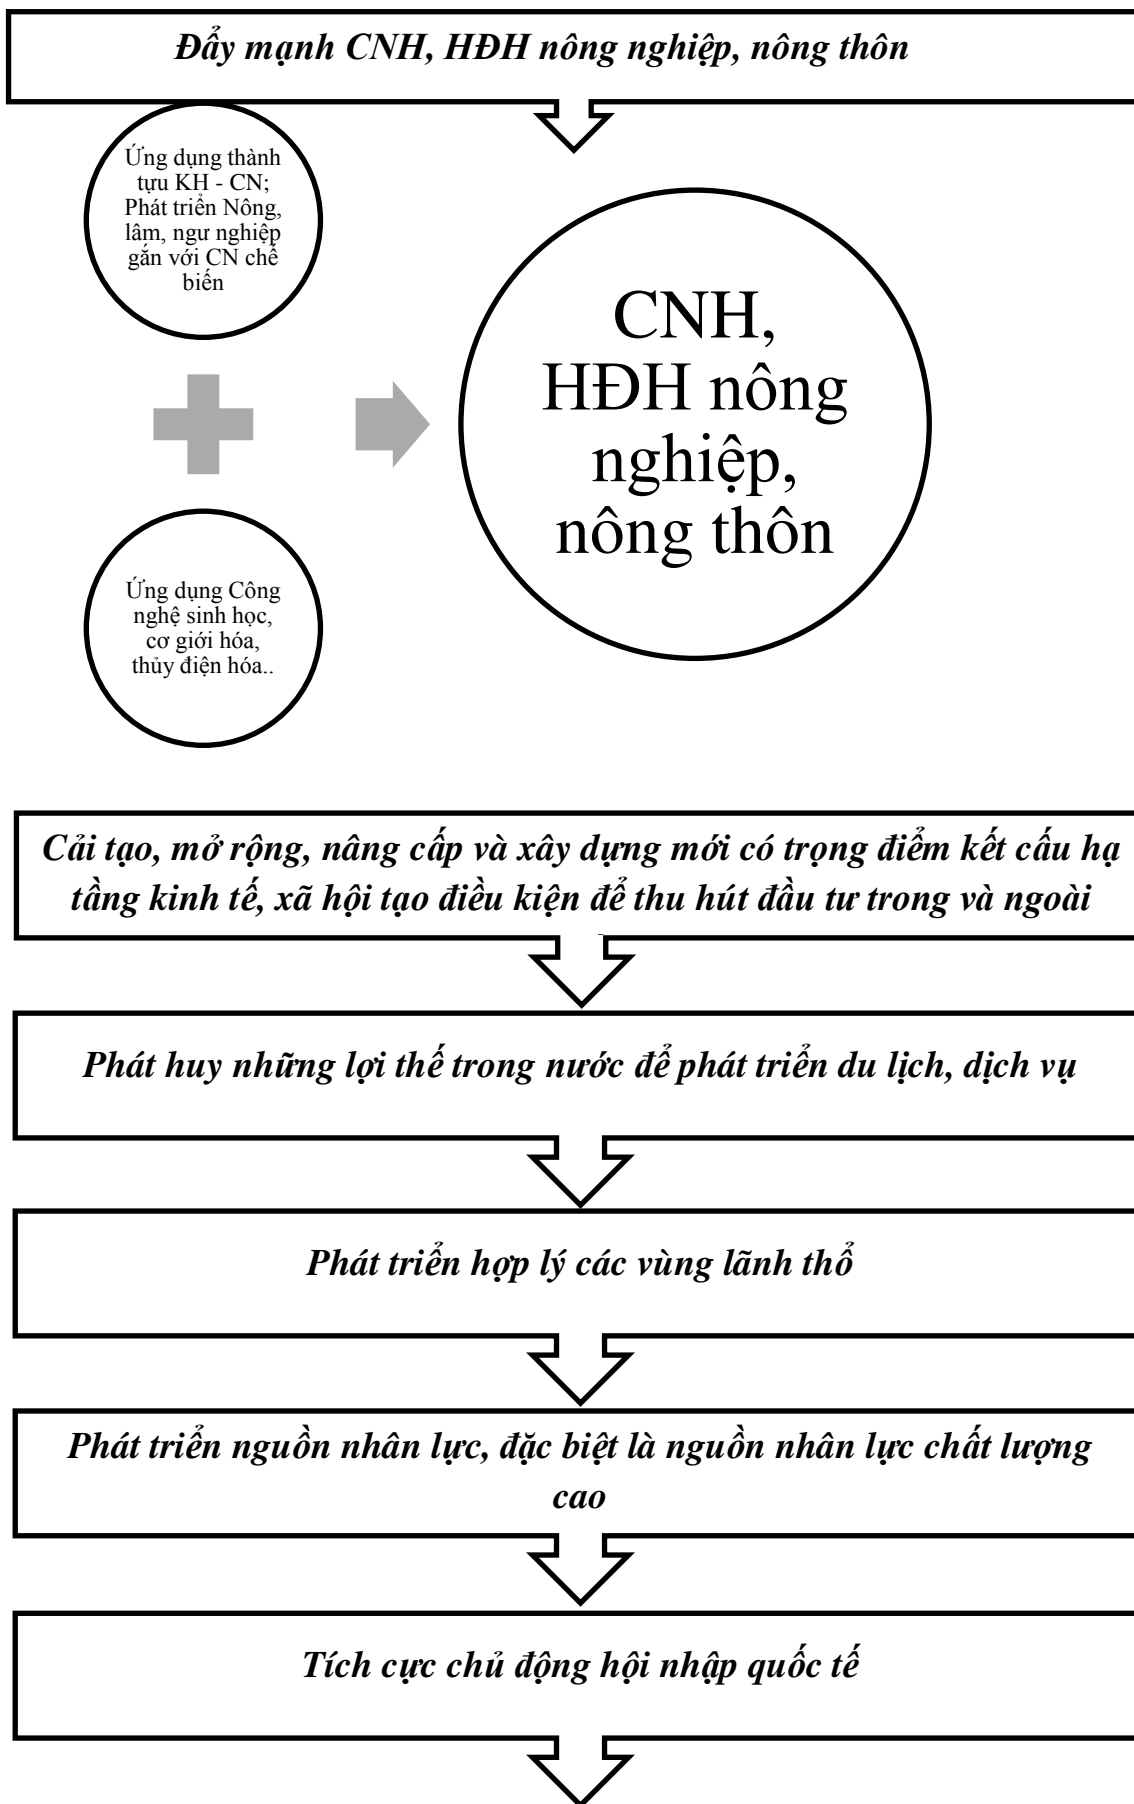 Đẩy mạnh CNH, HĐH nông nghiệp, nông thôn
Ứng dụng thành
tựu KH - CN;
Phát triển Nông,
lâm, ngư nghiệp
gắn với CN chế
biến
CNH,
HĐH nông
nghiệp,
nông thôn
Ứng dụng Công
nghệ sinh học,
cơ giới hóa,
thủy điện hóa..
Cải tạo, mở rộng, nâng cấp và xây dựng mới có trọng điểm kết cấu hạ
tầng kinh tế, xã hội tạo điều kiện để thu hút đầu tư trong và ngoài
Phát huy những lợi thế trong nước để phát triển du lịch, dịch vụ
Phát triển hợp lý các vùng lãnh thổ
Phát triển nguồn nhân lực, đặc biệt là nguồn nhân lực chất lượng
cao
Tích cực chủ động hội nhập quốc tế